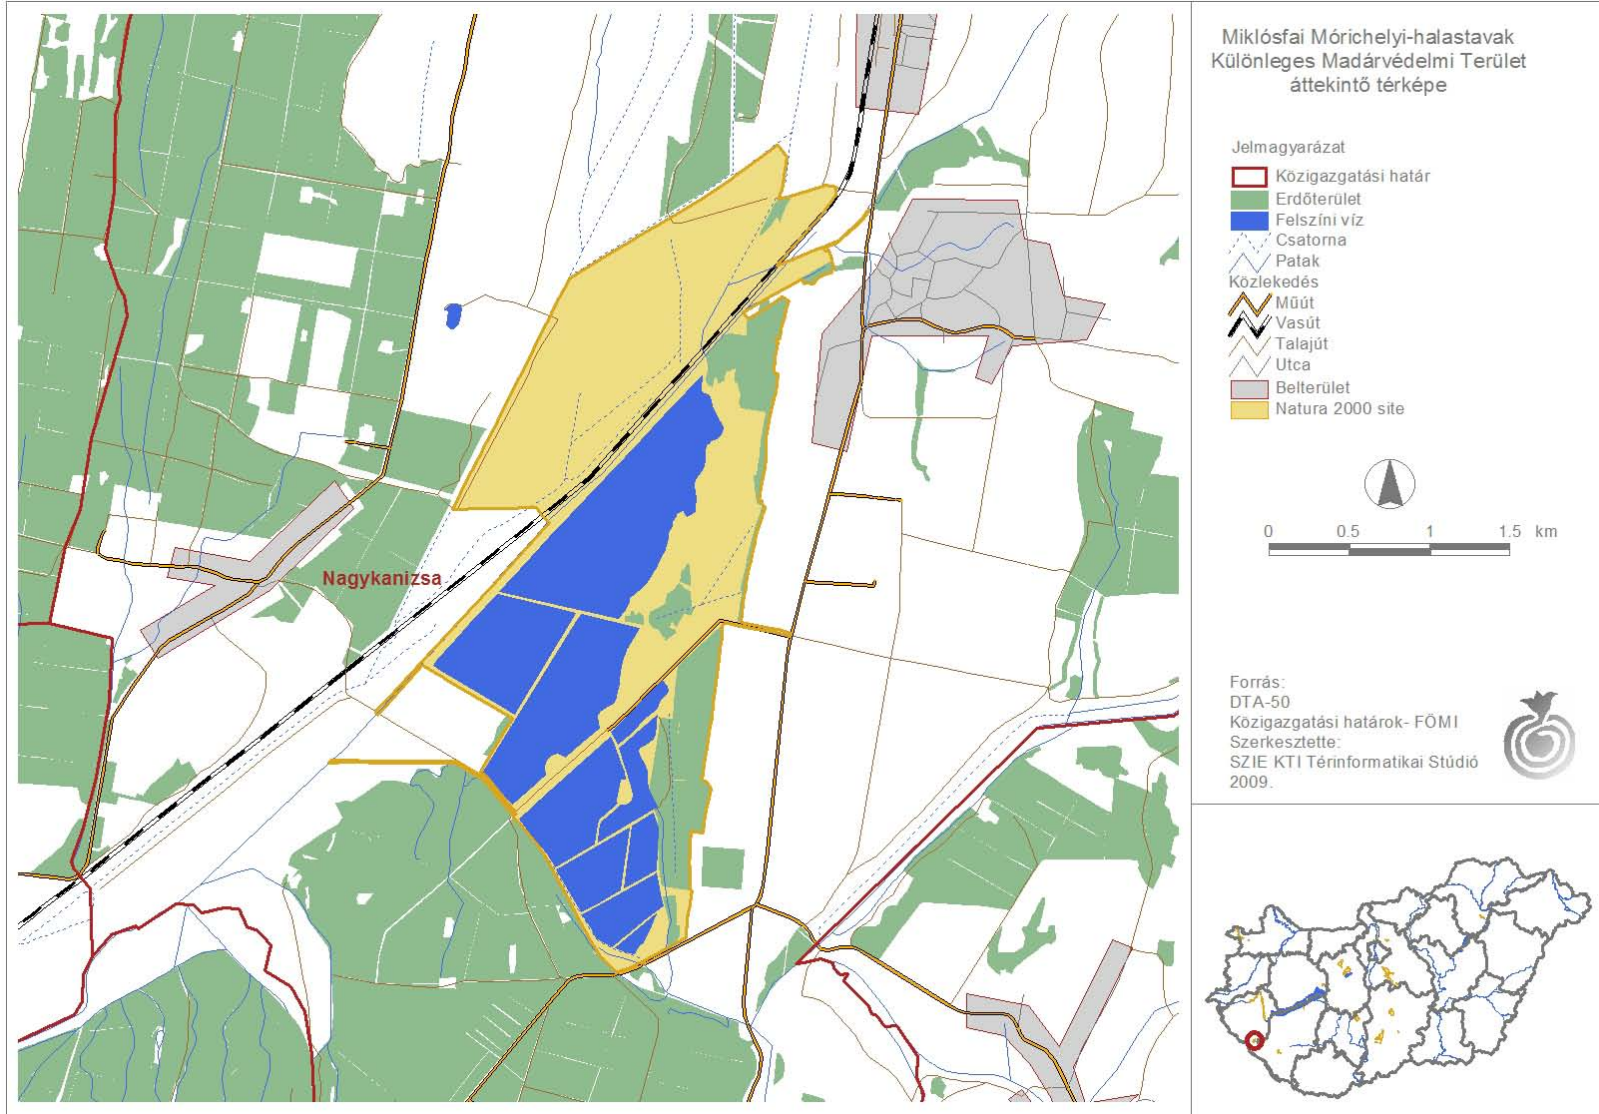 Miklósfai Mórichelyi-halastavak
Különleges Madárvédelmi Terület
áttekintő térképe
Jelmagyarázat
Közigazgatási határ
Erdőterület
Felszíni víz
Csatorna
Patak
Közlekedés
Műút
Vasút
Talajút
Utca
Belterület
Natura 2000 site
0 0.5 1 1.5 km
Nagykanizsa
Forrás:
DTA-50
Közigazgatási határok- FÖMI
Szerkesztette:
SZIE KTI Térinformatikai Stúdió
2009.